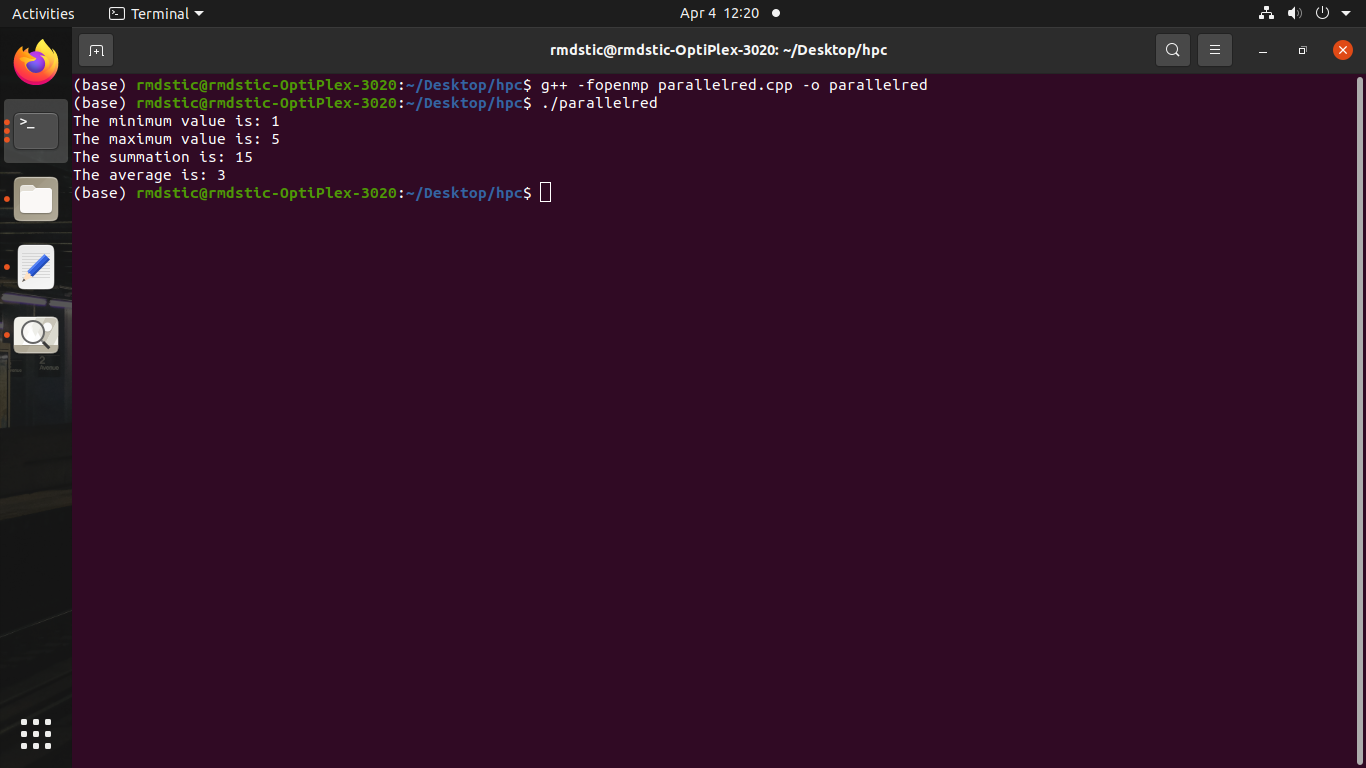 Activities
Terminal
Apr 4 12:20
rmdstic@rmdstic-OptiPlex-3020: ~/Desktop/hpc
(base) rmdstic@rmdstic-OptiPlex-3020:~/Desktop/hpc$ g++ -fopenmp parallelred.cpp -o parallelred
(base) rmdstic@rmdstic-OptiPlex-3020:~/Desktop/hpc$ ./parallelred
The minimum value is: 1
The maximum value is: 5
The summation is: 15
The average is: 3
(base) rmdstic@rmdstic-OptiPlex-3020:~/Desktop/hpc$
>_
2
Avenue